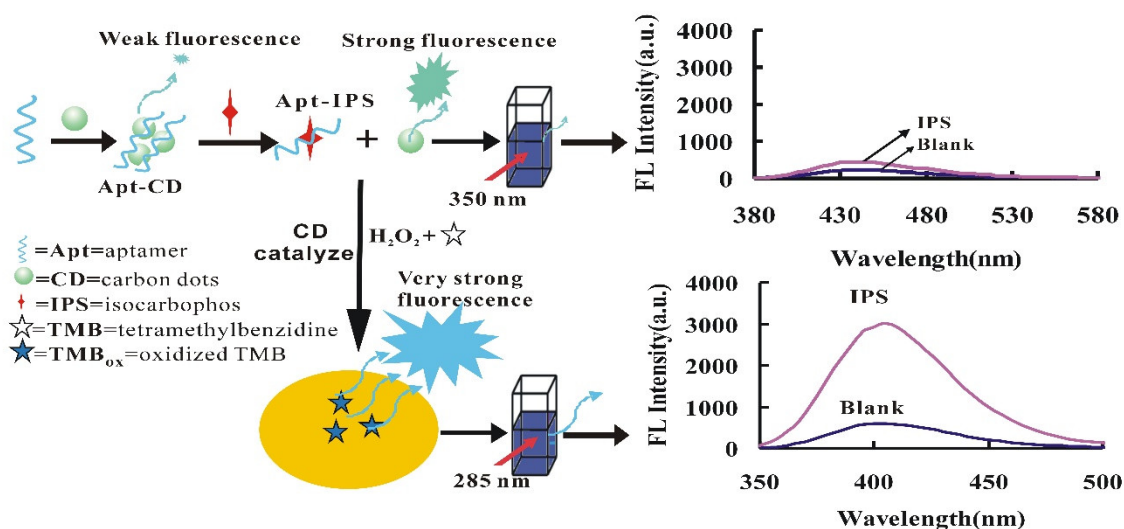 Weak fluorescence
Strong fluorescence
Apt-IPS
+
Apt-CD
350 nm
CD
catalyze
H₂O₂+☆
=Apt=aptamer
=CD=carbon dots
=IPS=isocarbophos
=TMB=tetramethylbenzidine
=TMBox=oxidized TMB
Very strong
fluorescence
285 nm
FL Intensity(a.u.)
4000
3000
2000
1000
0
IPS
Blank
380 430 480 530 580
Wavelength(nm)
FL Intensity(a.u.)
4000
3000
2000
1000
0
IPS
Blank
350 400 450 500
Wavelength(nm)